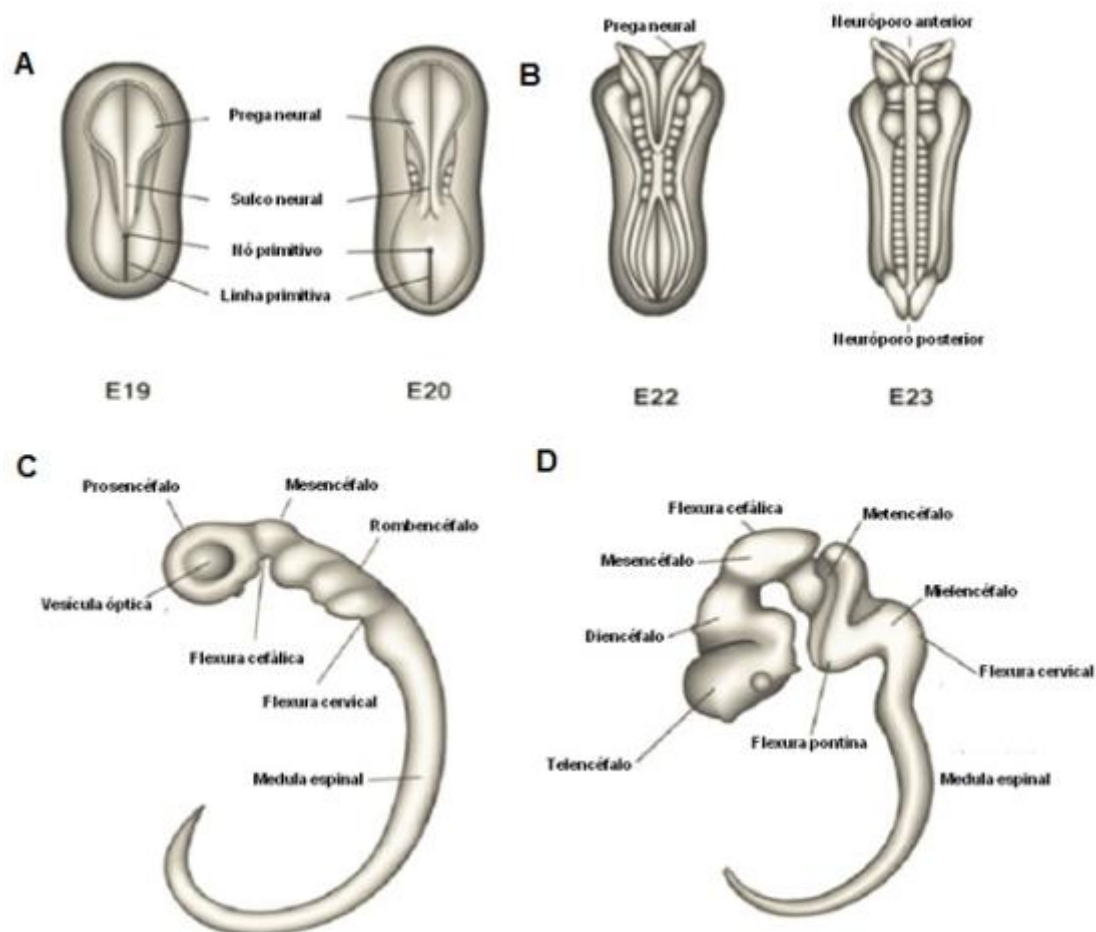 A
Prega neural
Sulco neural
Nó primitivo
Linha primitiva
E19
E20
B
Prega neural
Neuróporo anterior
Neuróporo posterior
E22
E23
C
Prosencéfalo
Mesencéfalo
Rombencéfalo
Vesícula óptica
Flexura cefálica
Flexura cervical
Medula espinal
D
Flexura cefálica
Metencéfalo
Mesencéfalo
Mielencéfalo
Diencéfalo
Flexura cervical
Flexura pontina
Telencéfalo
Medula espinal